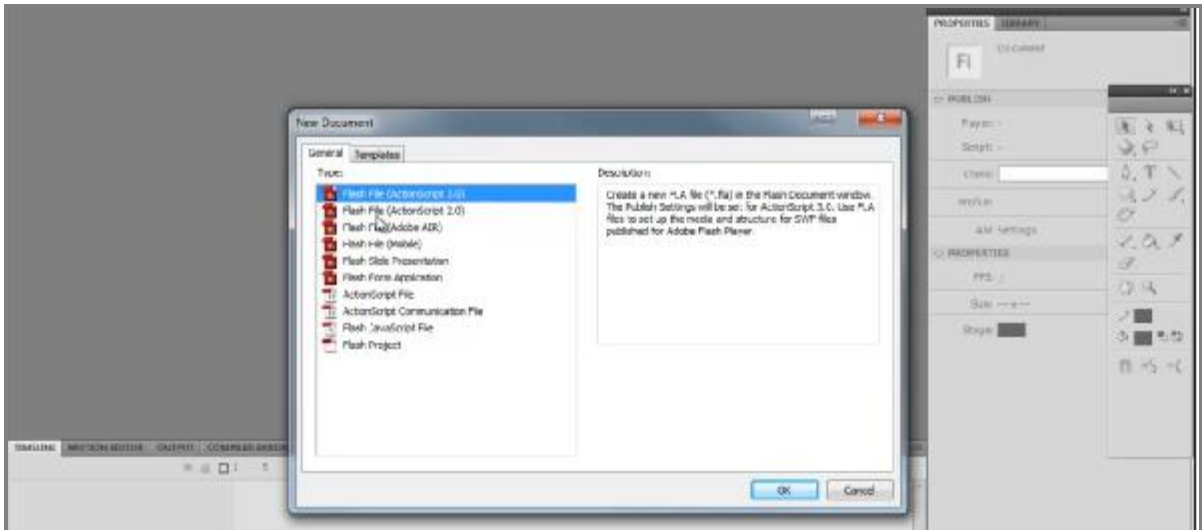 PROPERTIES LIBRARY
Document
Fl
PUBLISH
Player: -
Script: -
Class:
Profile:
AIR Settings
PROPERTIES
FPS: -
Size: --- x ---
Stage:
New Document
General Templates
Type:
Flash File (ActionScript 3.0)
Flash File (ActionScript 2.0)
Flash File (Adobe AIR)
Flash File (Mobile)
Flash Slide Presentation
Flash Form Application
ActionScript File
ActionScript Communication File
Flash JavaScript File
Flash Project
Description:
Create a new FLA file (*.fla) in the Flash Document window.
The Publish Settings will be set for ActionScript 3.0. Use FLA
files to set up the media and structure for SWF files
published for Adobe Flash Player.
OK Cancel
TIMELINE MOTION EDITOR OUTPUT COMPILER ERRORS
1 5